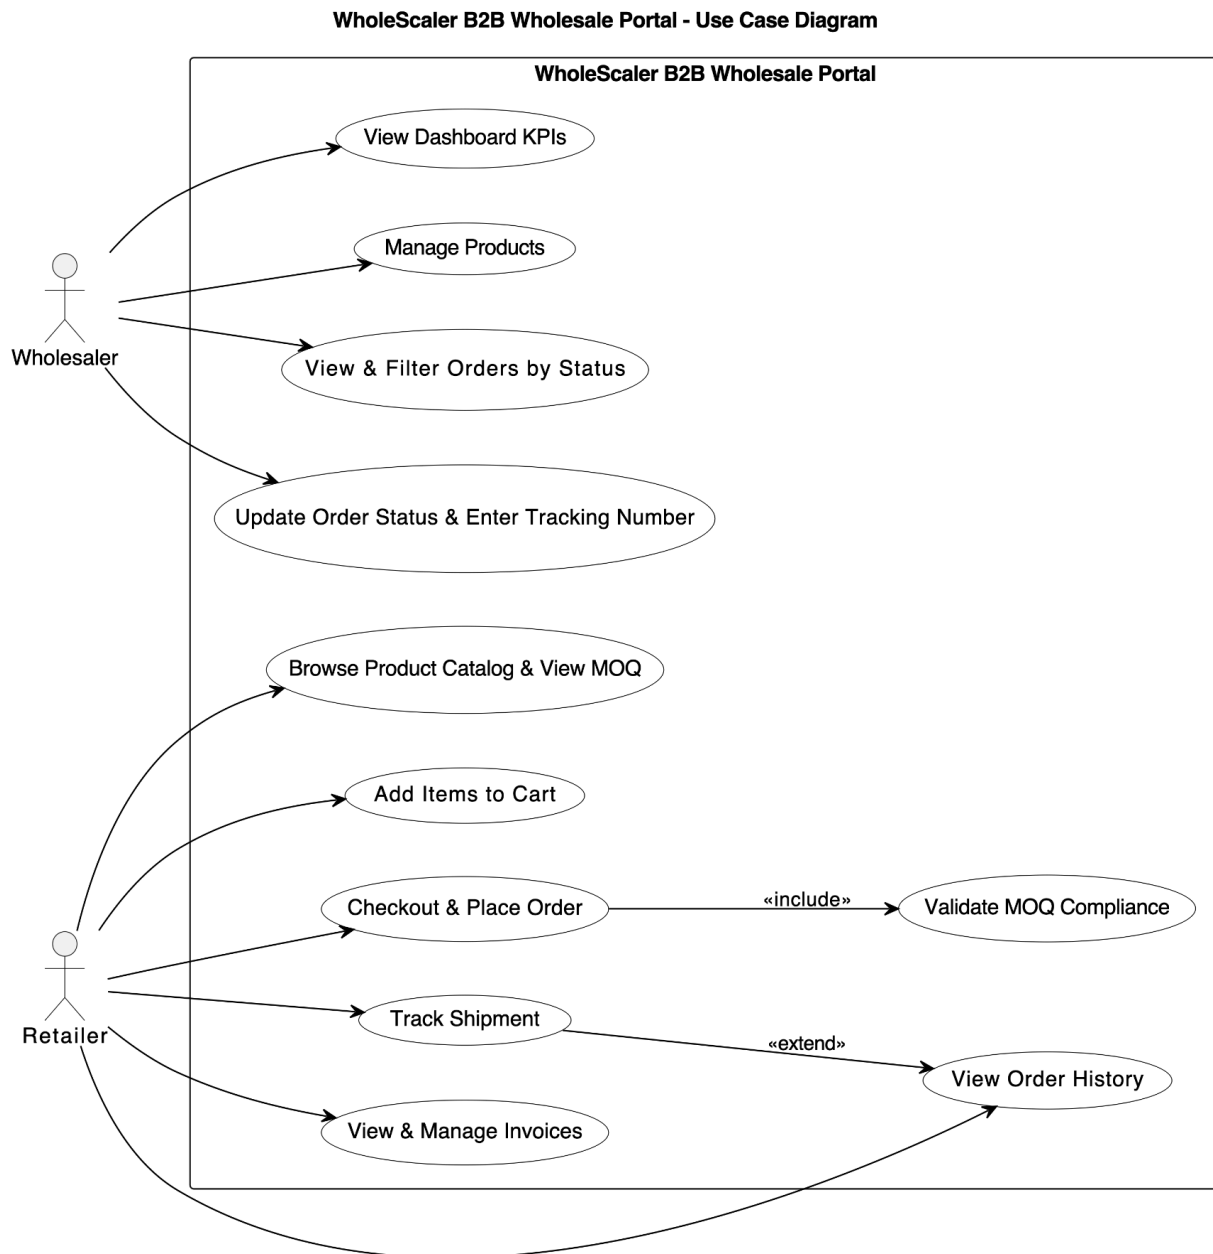 WholeScaler B2B Wholesale Portal - Use Case Diagram
WholeScaler B2B Wholesale Portal
View Dashboard KPIs
Manage Products
Wholesaler
View & Filter Orders by Status
Update Order Status & Enter Tracking Number
Browse Product Catalog & View MOQ
Add Items to Cart
Checkout & Place Order
«include»
Validate MOQ Compliance
Retailer
Track Shipment
«extend»
View Order History
View & Manage Invoices